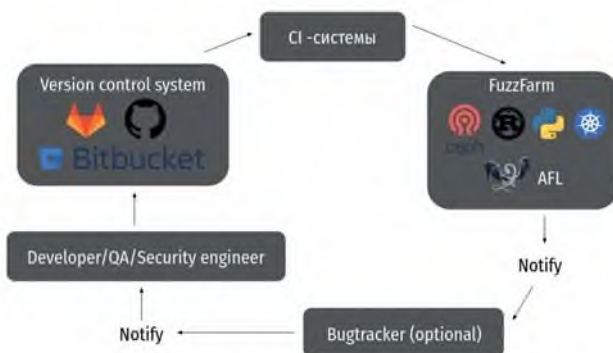 CI -системы
Version control system
Bitbucket
FuzzFarm
ceph
AFL
Developer/QA/Security engineer
Notify
Notify
Bugtracker (optional)